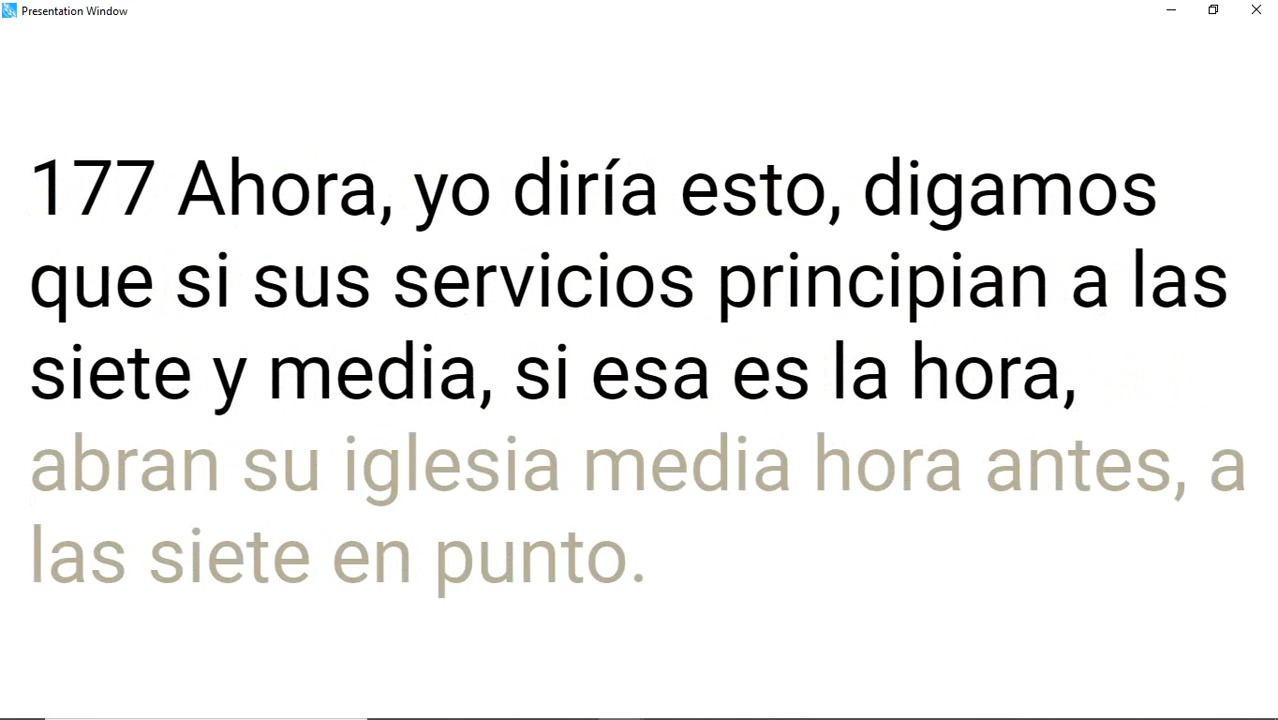 Presentation Window
177 Ahora, yo diría esto, digamos
que si sus servicios principian a las
siete y media, si esa es la hora,
abran su iglesia media hora antes, a
las siete en punto.